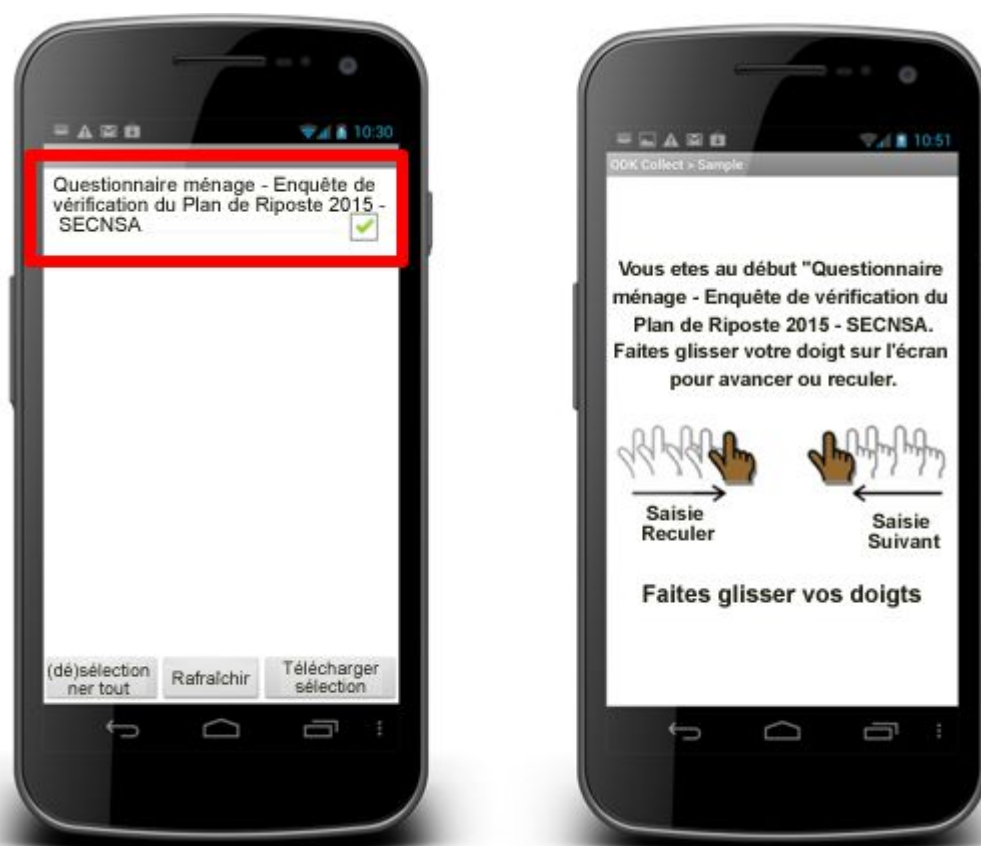 10:30
Questionnaire ménage - Enquête de
vérification du Plan de Riposte 2015 -
SECNSA
(dé)sélection
ner tout
Rafraîchir
Télécharger
sélection
10:51
ODK Collect > Sample
Vous etes au début "Questionnaire
ménage - Enquête de vérification du
Plan de Riposte 2015 - SECNSA.
Faites glisser votre doigt sur l'écran
pour avancer ou reculer.
Saisie
Reculer
Saisie
Suivant
Faites glisser vos doigts